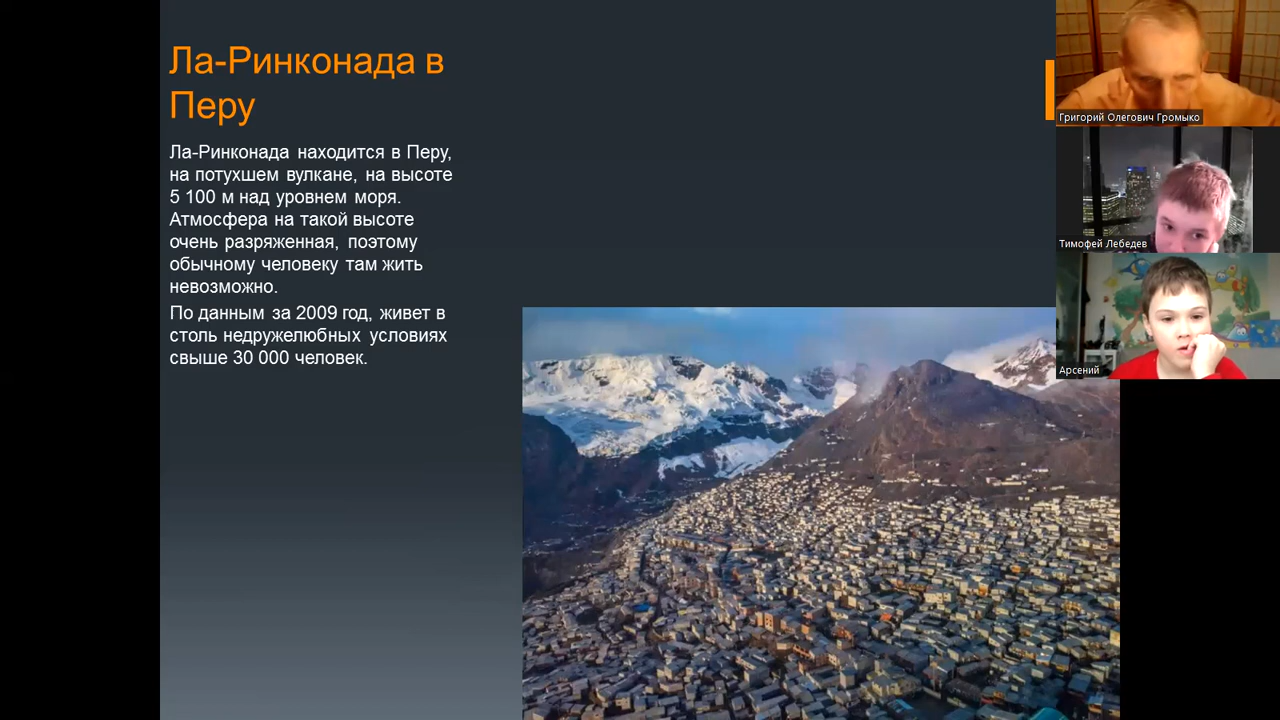 Ла-Ринконада в
Перу
Ла-Ринконада находится в Перу,
на потухшем вулкане, на высоте
5 100 м над уровнем моря.
Атмосфера на такой высоте
очень разряженная, поэтому
обычному человеку там жить
невозможно.
По данным за 2009 год, живет в
столь недружелюбных условиях
свыше 30 000 человек.
Григорий Олегович Громыко
Тимофей Лебедев
Арсений